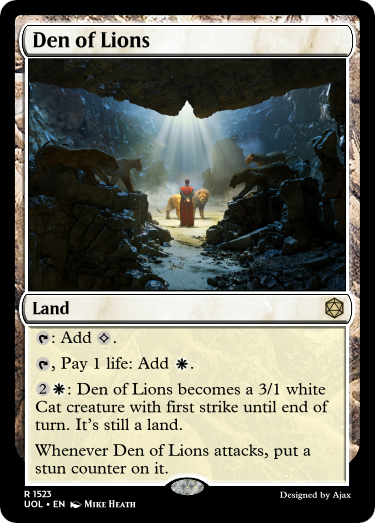 Den of Lions
Land
: Add .
, Pay 1 life: Add .
2 : Den of Lions becomes a 3/1 white
Cat creature with first strike until end of
turn. It's still a land.
Whenever Den of Lions attacks, put a
stun counter on it.
R 1523
UOL • EN Mike Heath
Designed by Ajax